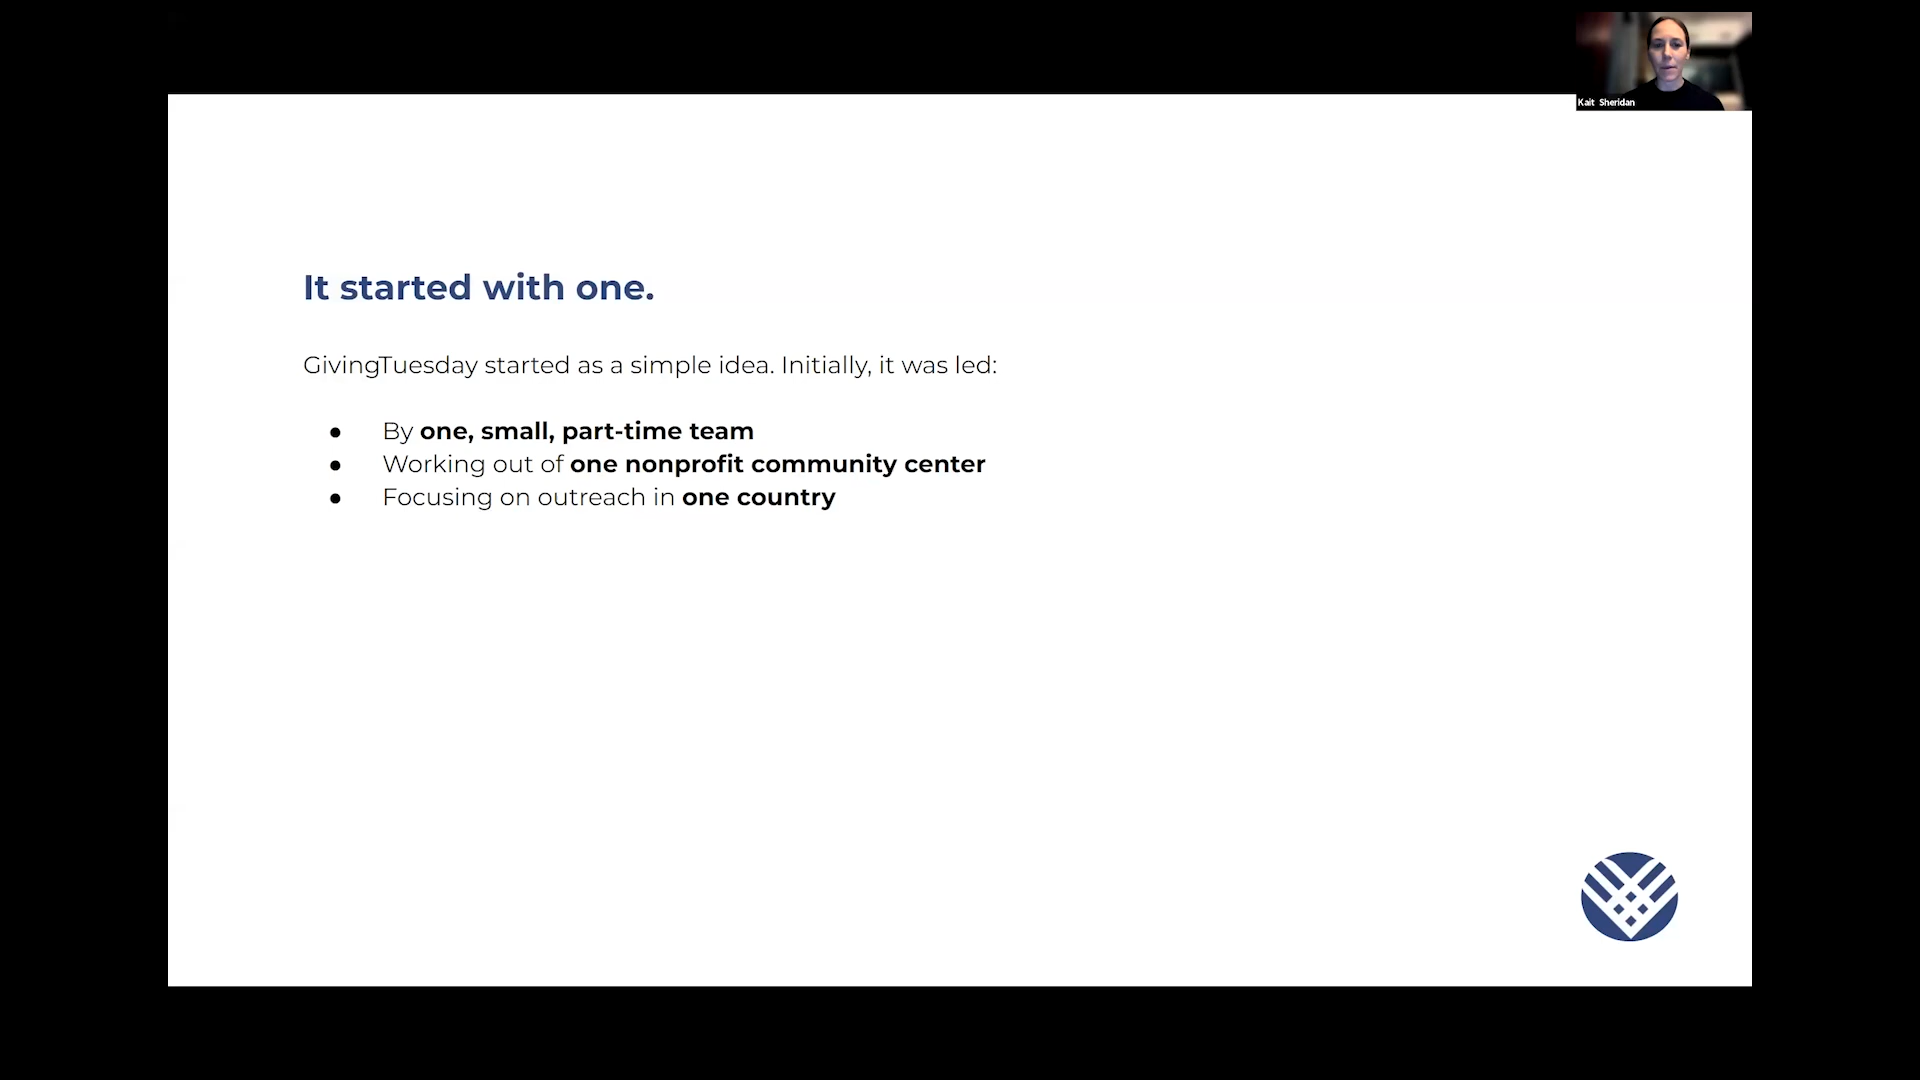 Kait Sheridan
It started with one.
GivingTuesday started as a simple idea. Initially, it was led:
● By one, small, part-time team
● Working out of one nonprofit community center
● Focusing on outreach in one country